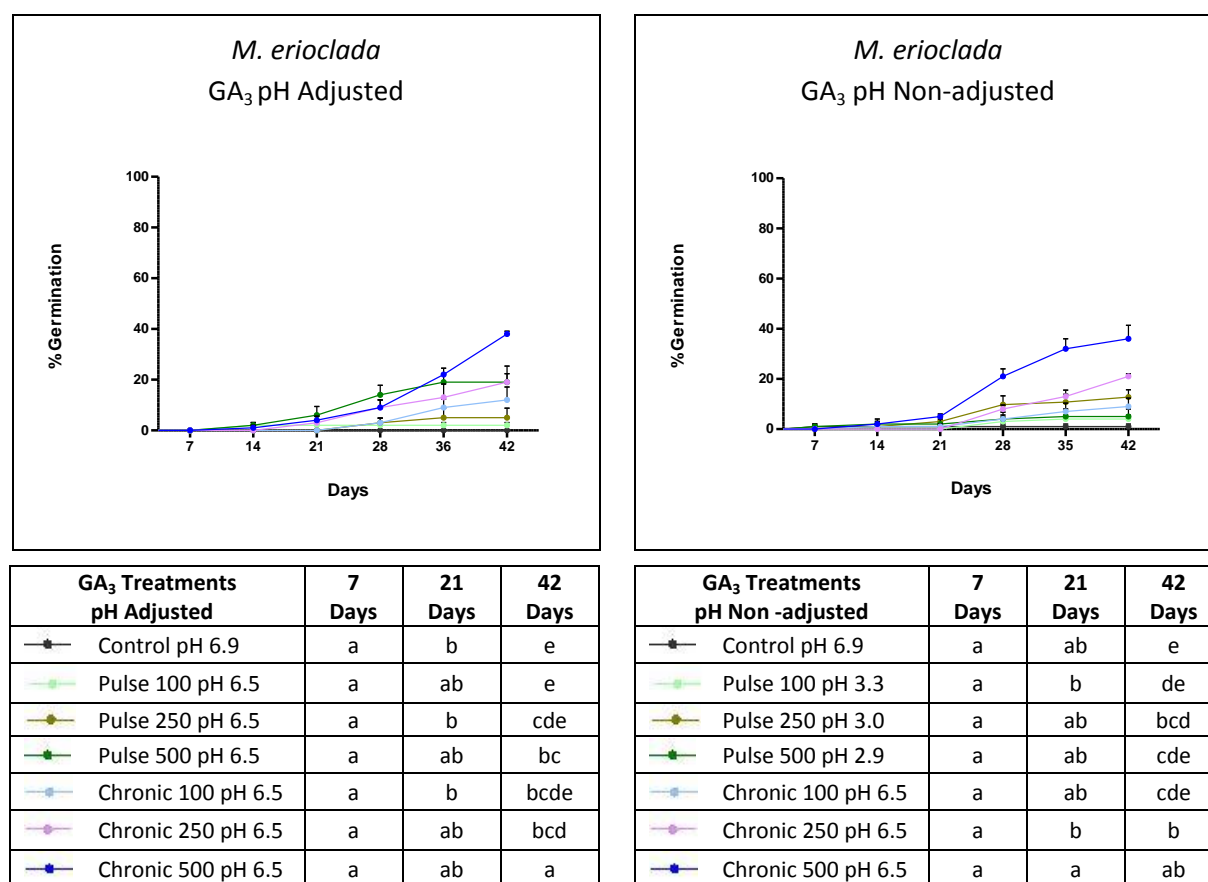 M. erioclada
GA3 pH Adjusted
100
80
60
40
20
0
%Germination
7 14 21 28 36 42
Days
M. erioclada
GA3 pH Non-adjusted
100
80
60
40
20
0
%Germination
7 14 21 28 35 42
Days
GA3 Treatments pH Adjusted 7 Days 21 Days 42 Days
Control pH 6.9 a b e
Pulse 100 pH 6.5 a ab e
Pulse 250 pH 6.5 a b cde
Pulse 500 pH 6.5 a ab bc
Chronic 100 pH 6.5 a b bcde
Chronic 250 pH 6.5 a ab bcd
Chronic 500 pH 6.5 a ab a
GA3 Treatments pH Non -adjusted 7 Days 21 Days 42 Days
Control pH 6.9 a ab e
Pulse 100 pH 3.3 a b de
Pulse 250 pH 3.0 a ab bcd
Pulse 500 pH 2.9 a ab cde
Chronic 100 pH 6.5 a ab cde
Chronic 250 pH 6.5 a b b
Chronic 500 pH 6.5 a a ab